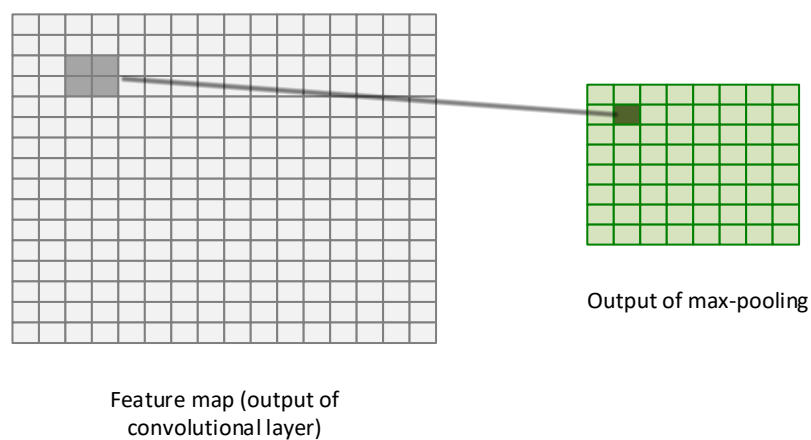 Output of max-pooling
Feature map (output of
convolutional layer)